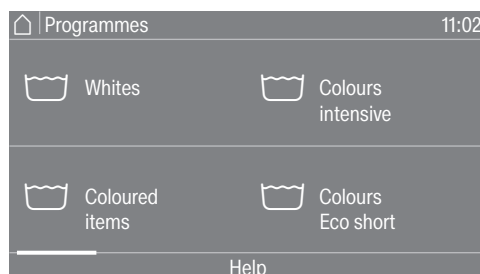 Programmes 11:02
Whites
Colours
intensive
Coloured
items
Colours
Eco short
Help